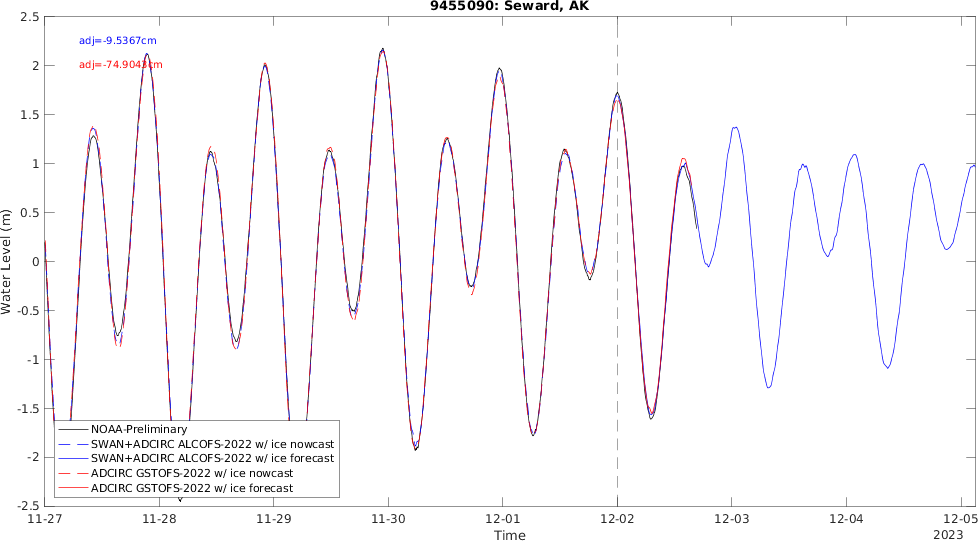 9455090: Seward, AK
adj=-9.5367cm
adj=-74.9043cm
2.5
2
1.5
1
0.5
0
-0.5
-1
-1.5
-2
-2.5
Water Level (m)
NOAA-Preliminary
SWAN+ADCIRC ALCOFS-2022 w/ ice nowcast
SWAN+ADCIRC ALCOFS-2022 w/ ice forecast
ADCIRC GSTOFS-2022 w/ ice nowcast
ADCIRC GSTOFS-2022 w/ ice forecast
11-27 11-28 11-29 11-30 12-01 12-02 12-03 12-04 12-05
Time
2023